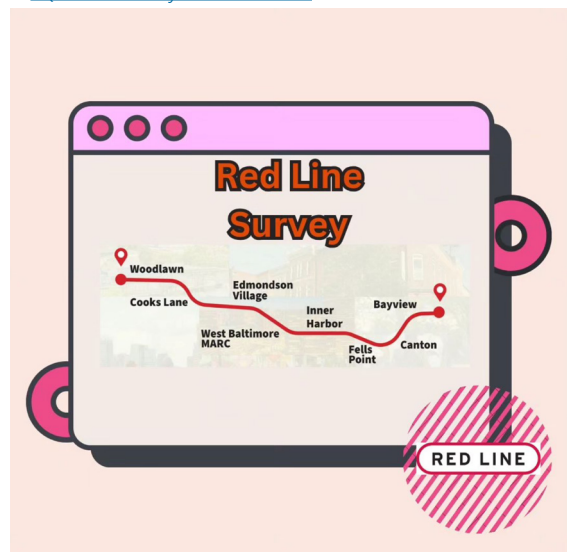 Red Line
Survey
Woodlawn
Cooks Lane
Edmondson
Village
West Baltimore
MARC
Inner
Harbor
Fells
Point
Bayview
Canton
RED LINE